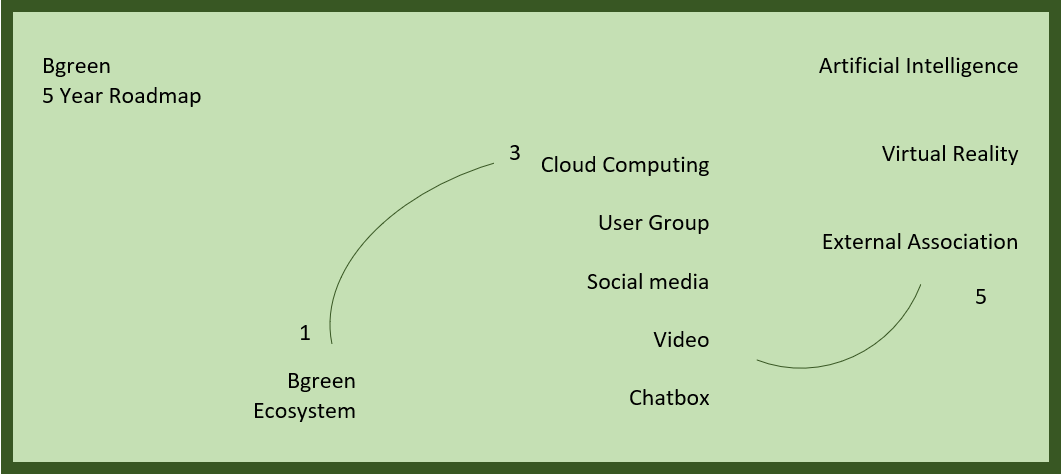 Bgreen
5 Year Roadmap
1
Bgreen
Ecosystem
3
Cloud Computing
User Group
Social media
Video
Chatbox
Artificial Intelligence
Virtual Reality
External Association
5